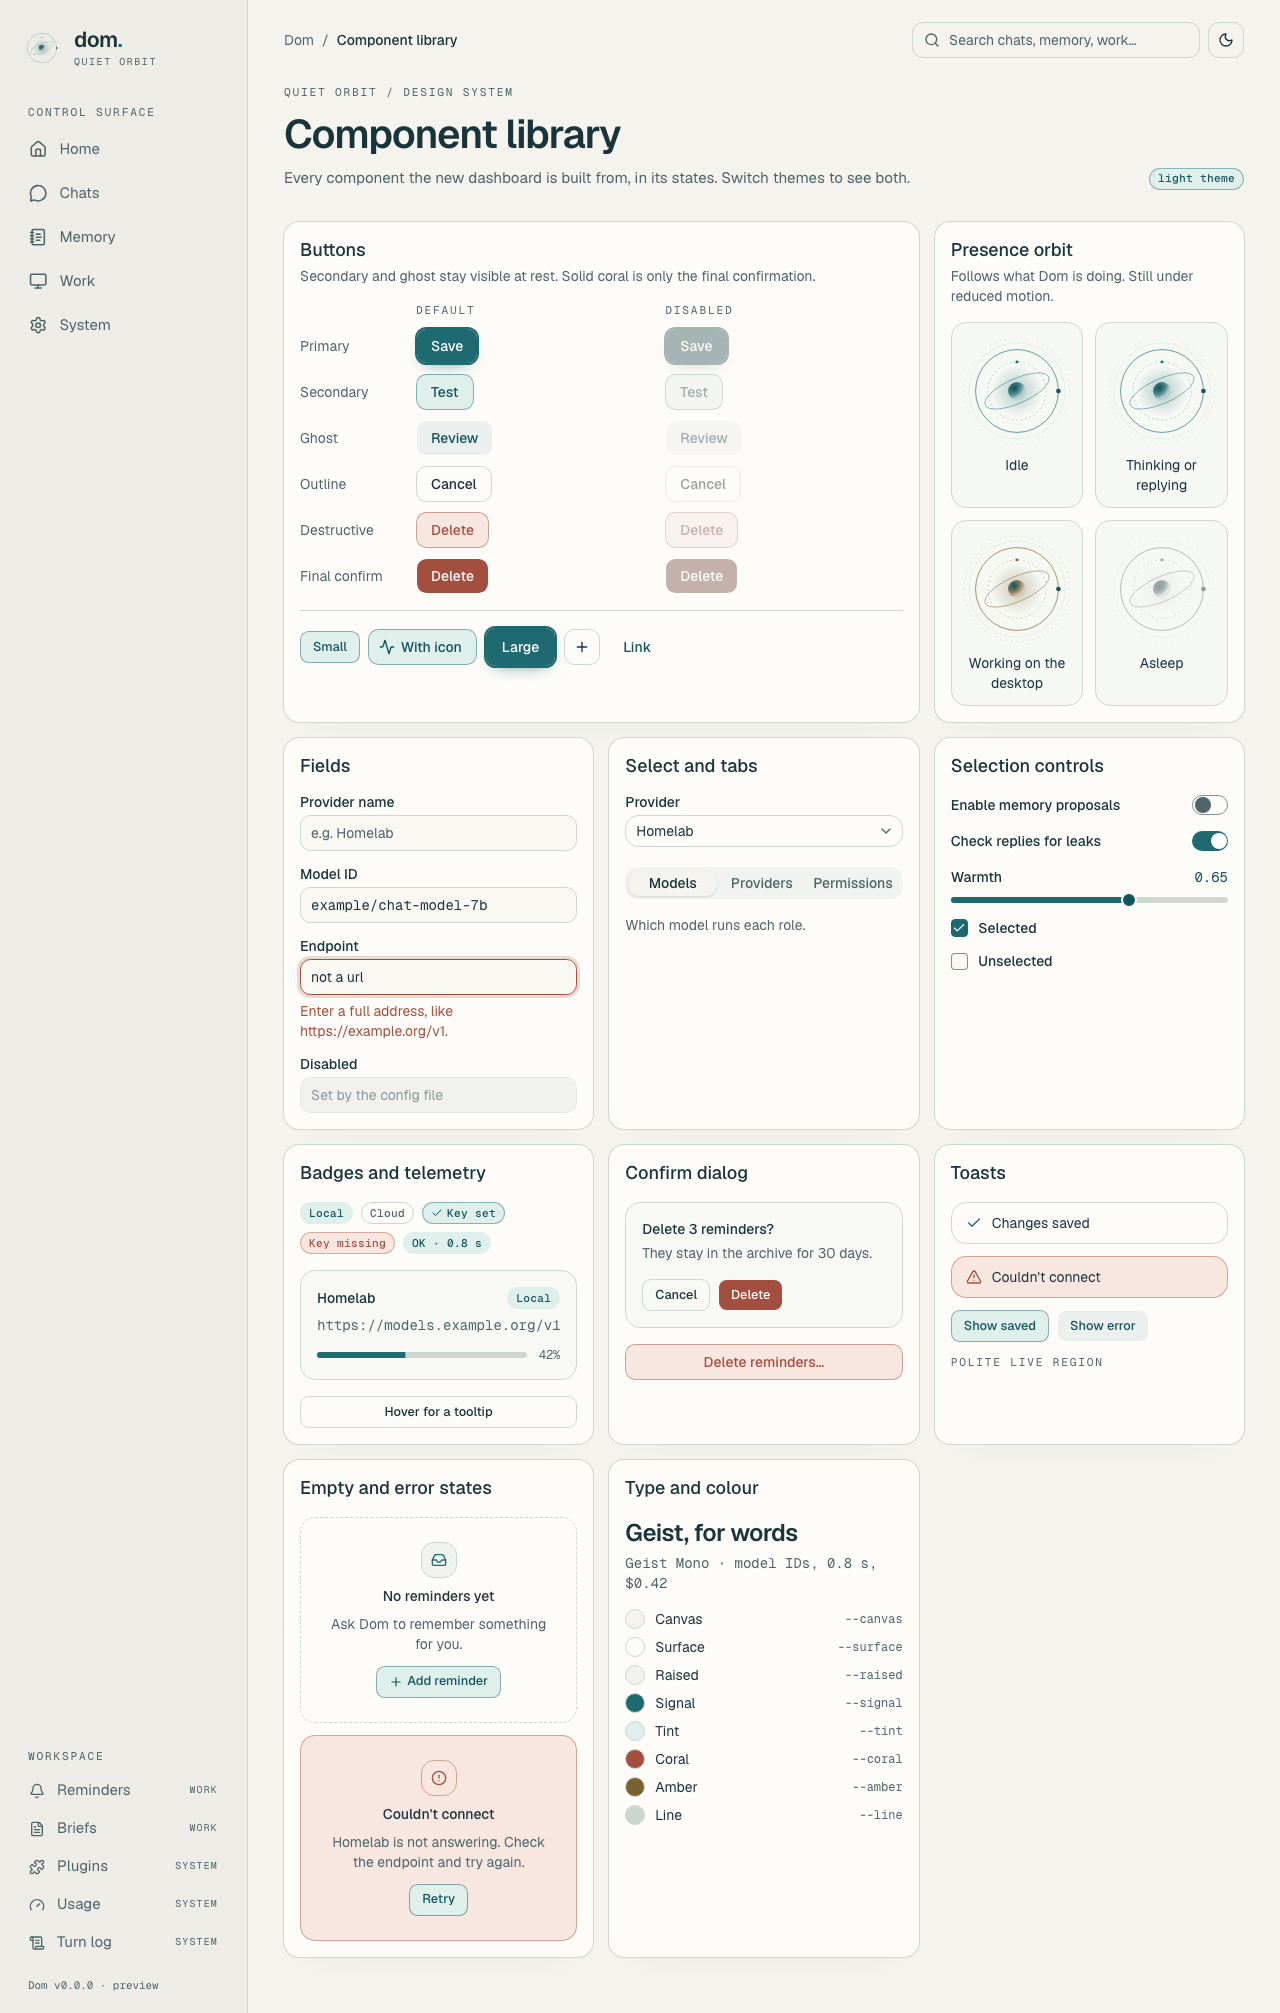 dom.
QUIET ORBIT
CONTROL SURFACE
Home
Chats
Memory
Work
System
WORKSPACE
Reminders WORK
Briefs WORK
Plugins SYSTEM
Usage SYSTEM
Turn log SYSTEM
Dom v0.0.0 · preview
Dom / Component library
Search chats, memory, work…
QUIET ORBIT / DESIGN SYSTEM
Component library
Every component the new dashboard is built from, in its states. Switch themes to see both.
light theme
Buttons
Secondary and ghost stay visible at rest. Solid coral is only the final confirmation.
DEFAULT DISABLED
Primary Save Save
Secondary Test Test
Ghost Review Review
Outline Cancel Cancel
Destructive Delete Delete
Final confirm Delete Delete
Small With icon Large Link
Presence orbit
Follows what Dom is doing. Still under
reduced motion.
Idle
Thinking or
replying
Working on the
desktop
Asleep
Fields
Provider name
e.g. Homelab
Model ID
example/chat-model-7b
Endpoint
not a url
Enter a full address, like
https://example.org/v1.
Disabled
Set by the config file
Select and tabs
Provider
Homelab
Models Providers Permissions
Which model runs each role.
Selection controls
Enable memory proposals
Check replies for leaks
Warmth 0.65
Selected
Unselected
Badges and telemetry
Local Cloud Key set
Key missing OK · 0.8 s
Homelab Local
https://models.example.org/v1
42%
Hover for a tooltip
Confirm dialog
Delete 3 reminders?
They stay in the archive for 30 days.
Cancel Delete
Delete reminders…
Toasts
Changes saved
Couldn't connect
Show saved Show error
POLITE LIVE REGION
Empty and error states
No reminders yet
Ask Dom to remember something
for you.
Add reminder
Couldn't connect
Homelab is not answering. Check
the endpoint and try again.
Retry
Type and colour
Geist, for words
Geist Mono · model IDs, 0.8 s,
$0.42
Canvas --canvas
Surface --surface
Raised --raised
Signal --signal
Tint --tint
Coral --coral
Amber --amber
Line --line